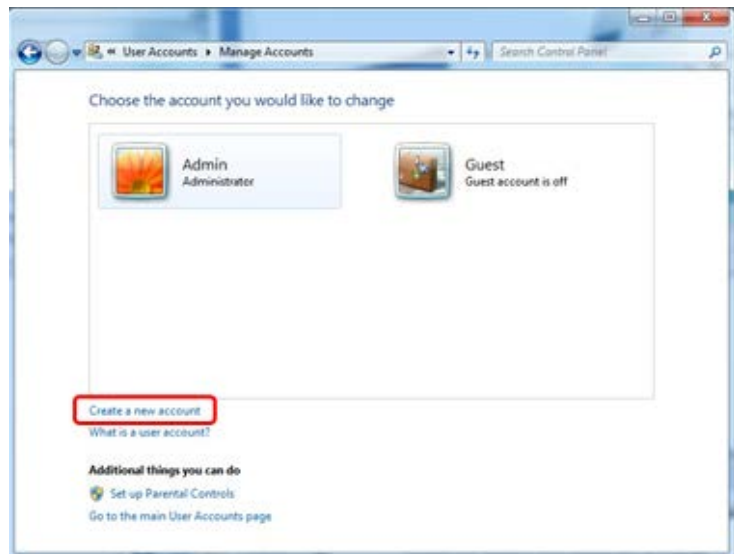 « User Accounts ▸ Manage Accounts
Search Control Panel
Choose the account you would like to change
Admin
Administrator
Guest
Guest account is off
Create a new account
What is a user account?
Additional things you can do
Set up Parental Controls
Go to the main User Accounts page